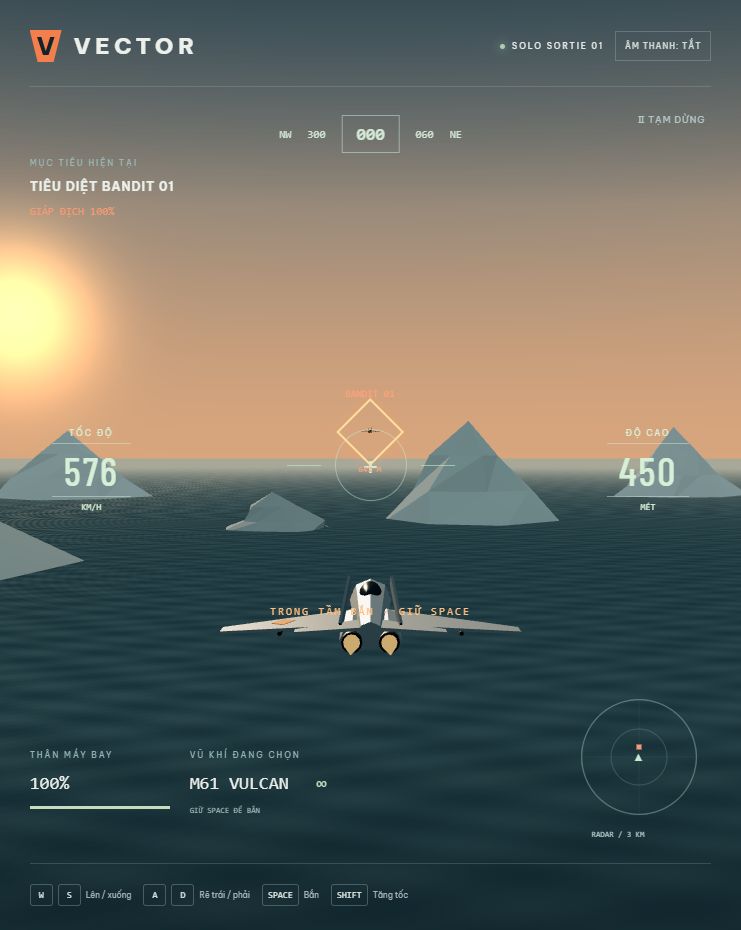 V VECTOR
SOLO SORTIE 01
ÂM THANH: TẮT
NW 300 000 060 NE
II TẠM DỪNG
MỤC TIÊU HIỆN TẠI
TIÊU DIỆT BANDIT 01
GIÁP ĐỊCH 100%
BANDIT 01
TỐC ĐỘ
576
KM/H
ĐỘ CAO
450
MÉT
TRONG TẦM BẮN / GIỮ SPACE
THÂN MÁY BAY
100%
VŨ KHÍ ĐANG CHỌN
M61 VULCAN ∞
GIỮ SPACE ĐỂ BẮN
RADAR / 3 KM
W S Lên / xuống A D Rẽ trái / phải SPACE Bắn SHIFT Tăng tốc